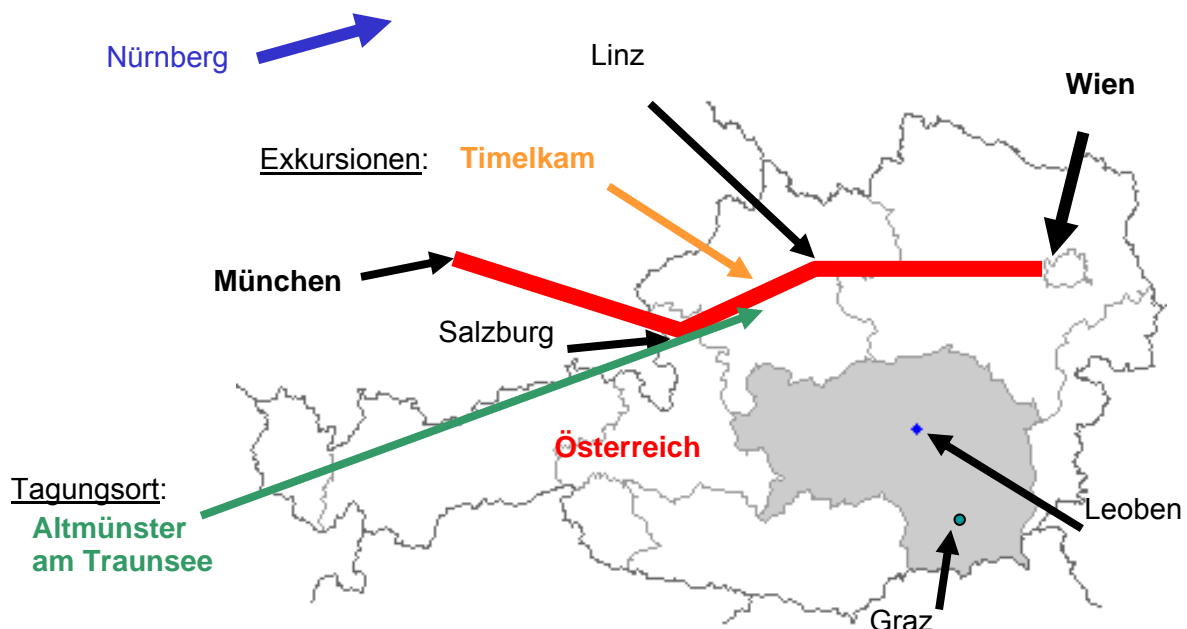 Nürnberg
Linz
Wien
Exkursionen: Timelkam
München
Salzburg
Österreich
Tagungsort:
Altmünster
am Traunsee
Leoben
Graz